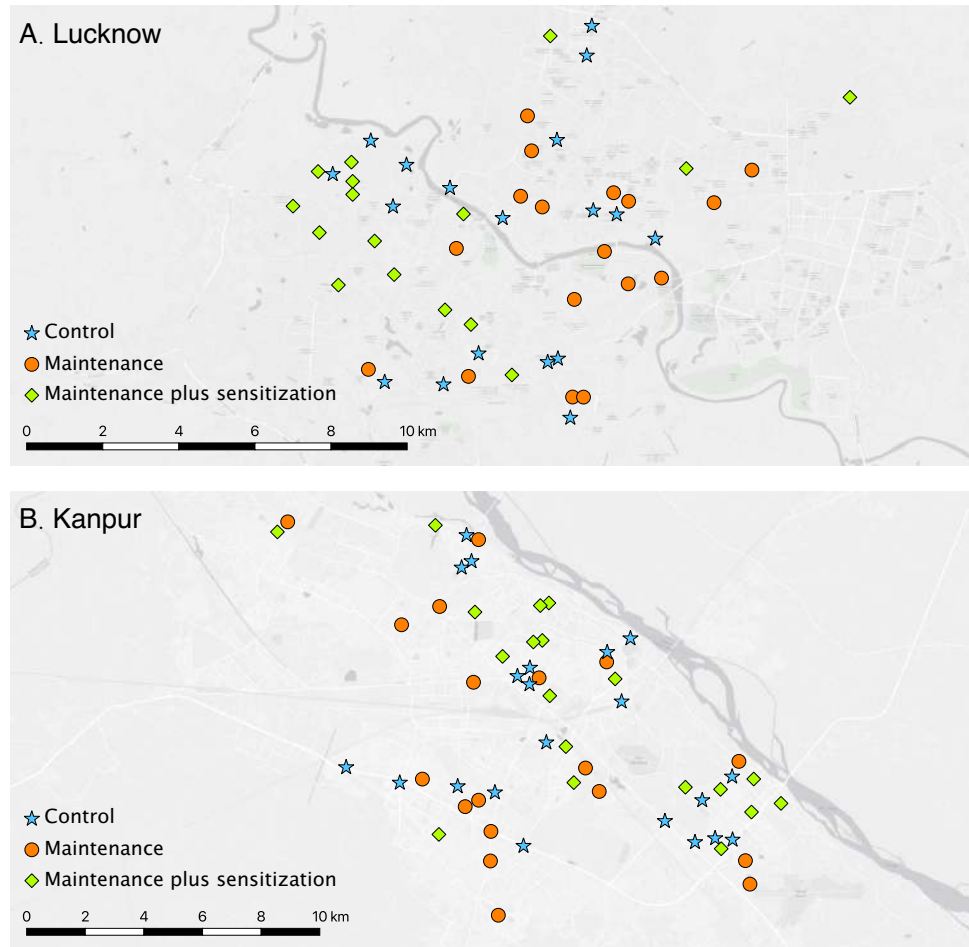 A. Lucknow
Control
Maintenance
Maintenance plus sensitization
0 2 4 6 8 10 km
B. Kanpur
Control
Maintenance
Maintenance plus sensitization
0 2 4 6 8 10 km